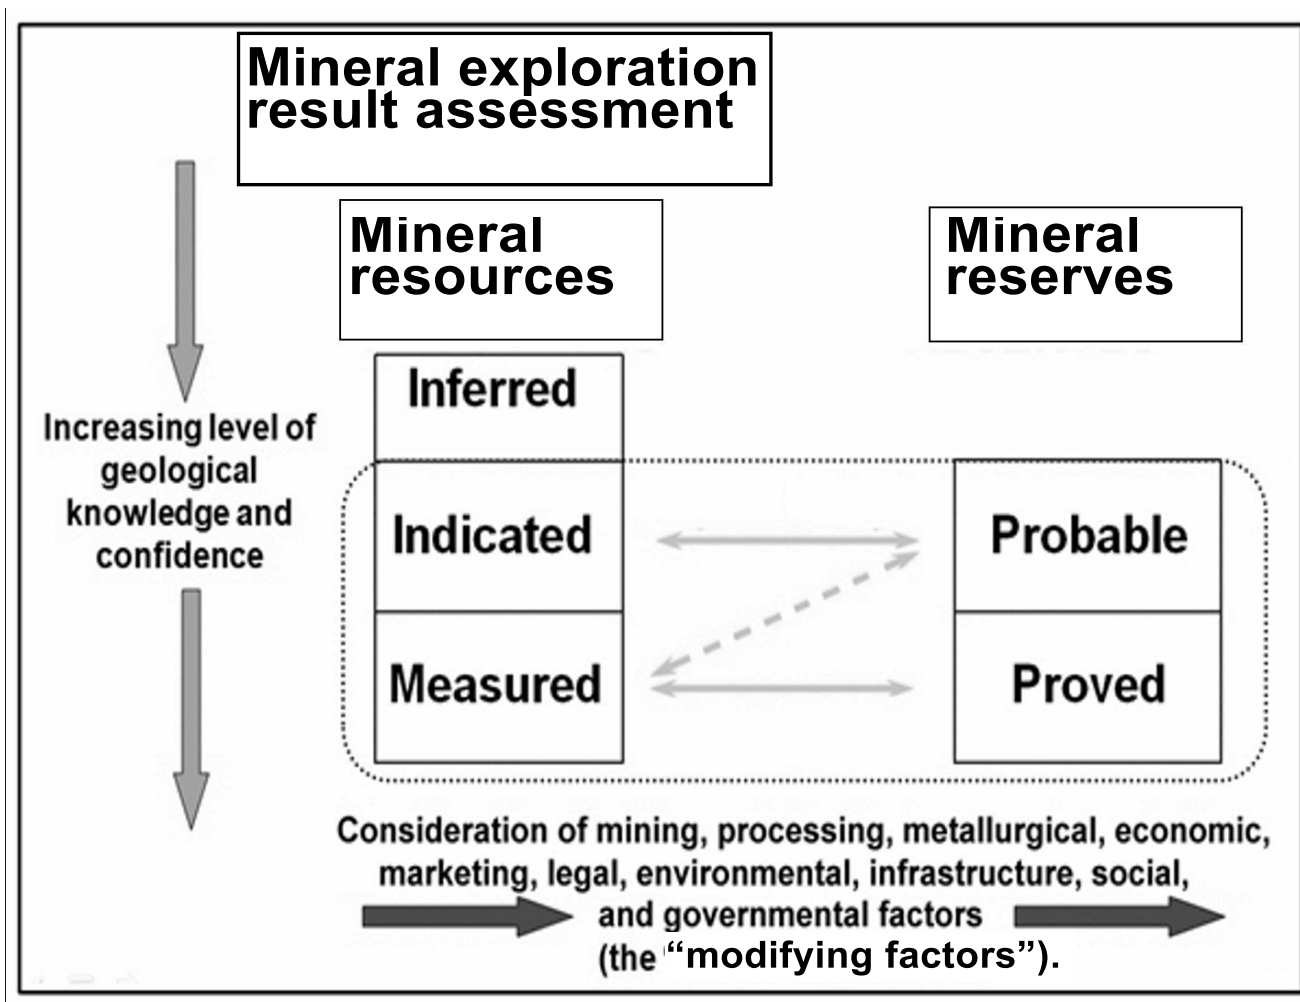 Mineral exploration
result assessment
Mineral
resources
Mineral
reserves
Inferred
Increasing level of
geological
knowledge and
confidence
Indicated
Probable
Measured
Proved
Consideration of mining, processing, metallurgical, economic,
marketing, legal, environmental, infrastructure, social,
and governmental factors
(the “modifying factors”).